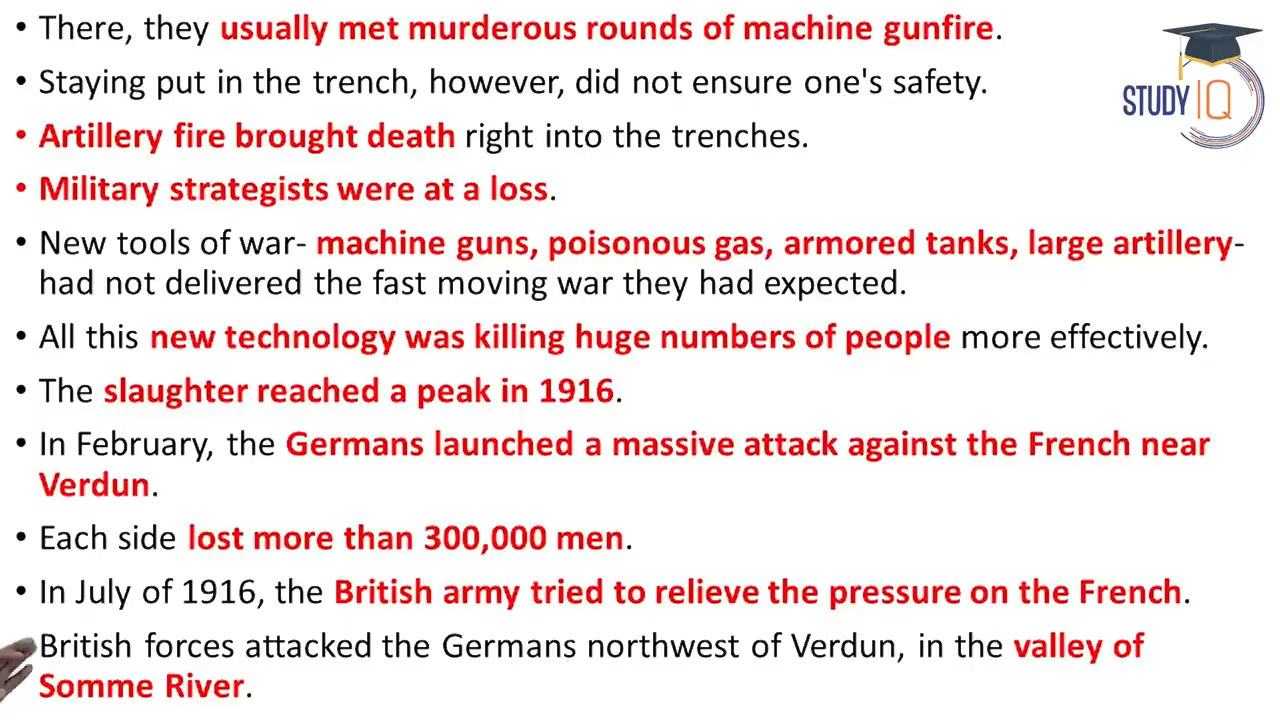 • There, they usually met murderous rounds of machine gunfire.
STUDY IQ
• Staying put in the trench, however, did not ensure one's safety.
• Artillery fire brought death right into the trenches.
• Military strategists were at a loss.
• New tools of war- machine guns, poisonous gas, armored tanks, large artillery-
had not delivered the fast moving war they had expected.
• All this new technology was killing huge numbers of people more effectively.
• The slaughter reached a peak in 1916.
• In February, the Germans launched a massive attack against the French near
Verdun.
• Each side lost more than 300,000 men.
• In July of 1916, the British army tried to relieve the pressure on the French.
British forces attacked the Germans northwest of Verdun, in the valley of
Somme River.